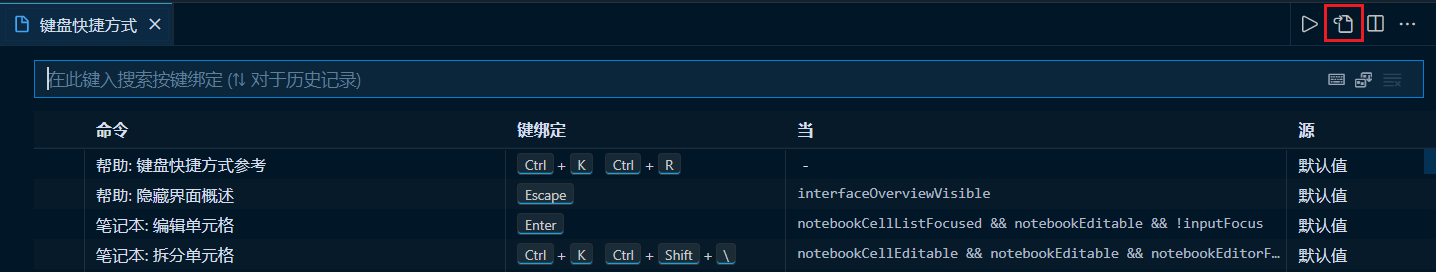 键盘快捷方式
在此键入搜索按键绑定 (⇅ 对于历史记录)
命令 键绑定 当 源
帮助: 键盘快捷方式参考 Ctrl + K Ctrl + R - 默认值
帮助: 隐藏界面概述 Escape interfaceOverviewVisible 默认值
笔记本: 编辑单元格 Enter notebookCellListFocused && notebookEditable && !inputFocus 默认值
笔记本: 拆分单元格 Ctrl + K Ctrl + Shift + \ notebookCellEditable && notebookEditable && notebookEditorF… 默认值